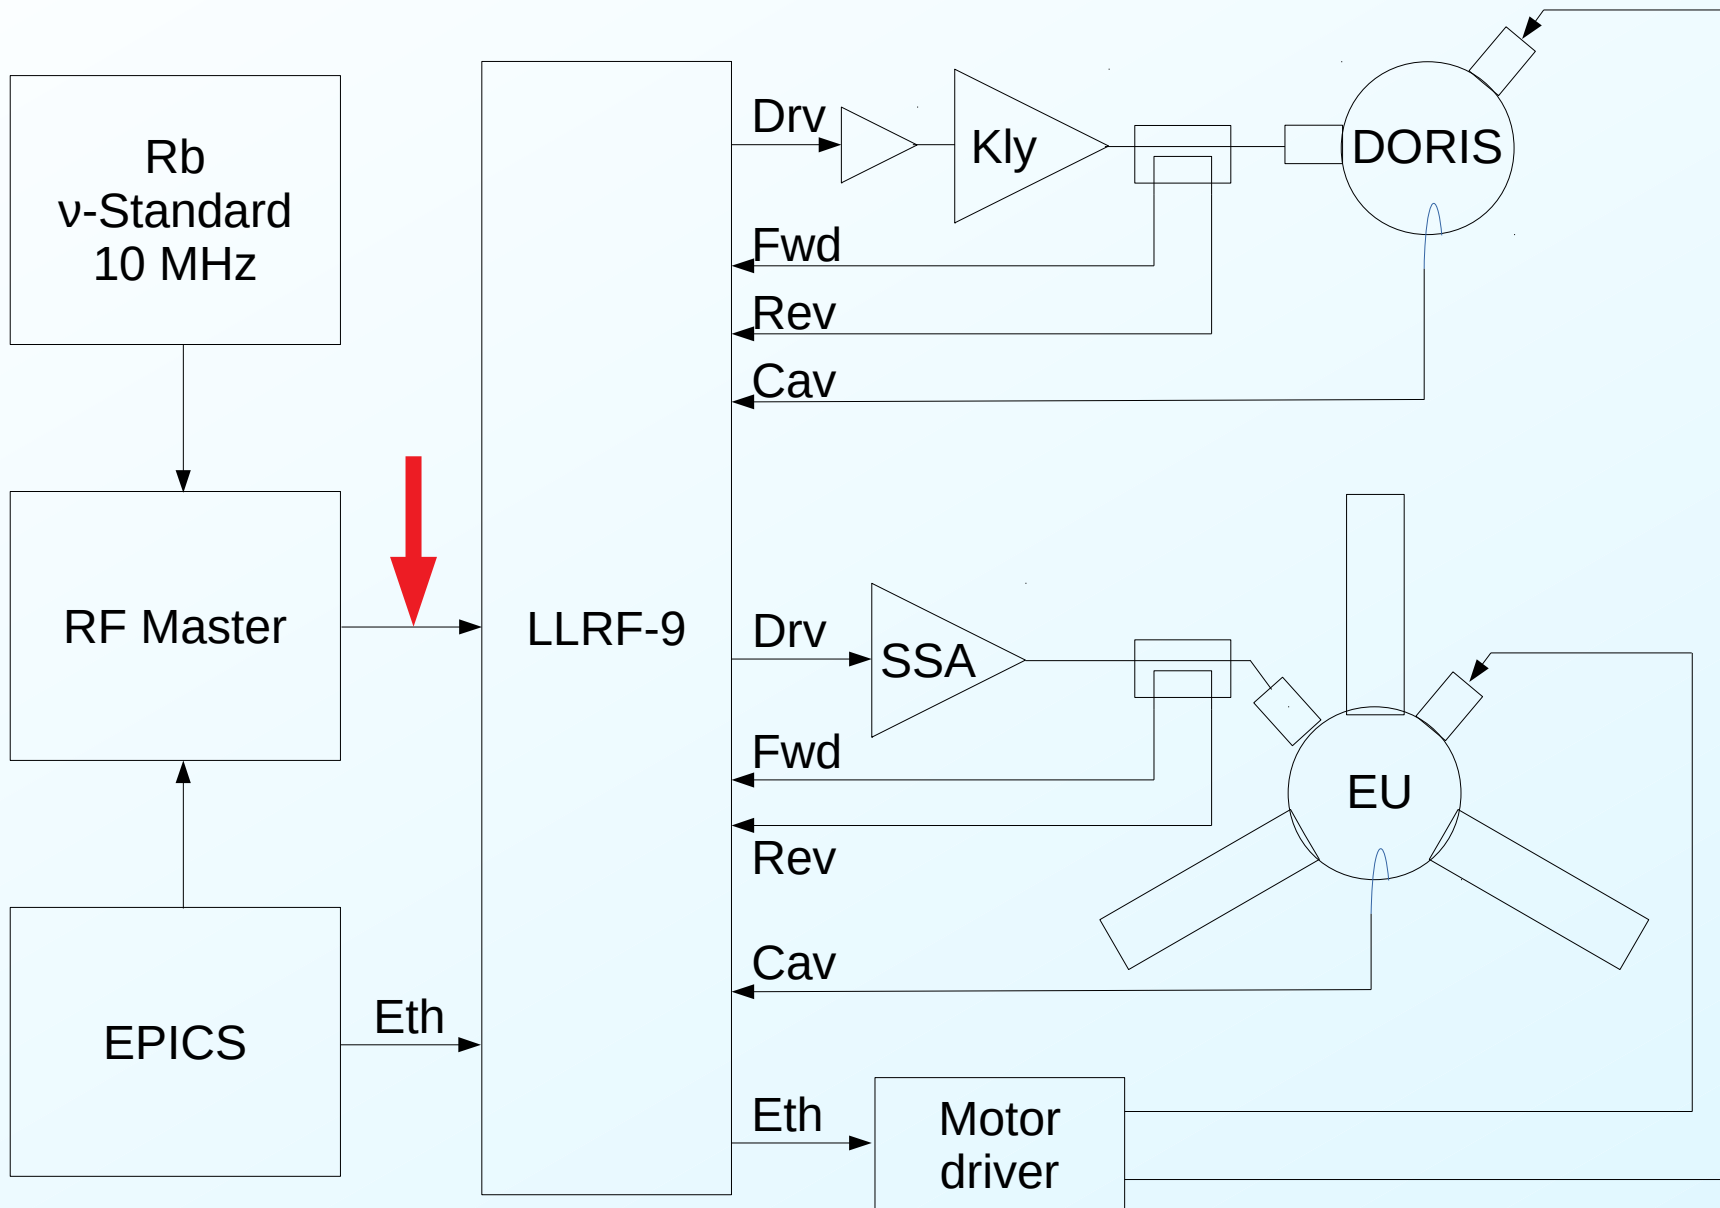 Rb
ν-Standard
10 MHz
RF Master
EPICS
Eth
LLRF-9
Drv
Kly
DORIS
Fwd
Rev
Cav
Drv
SSA
Fwd
EU
Rev
Cav
Eth
Motor
driver